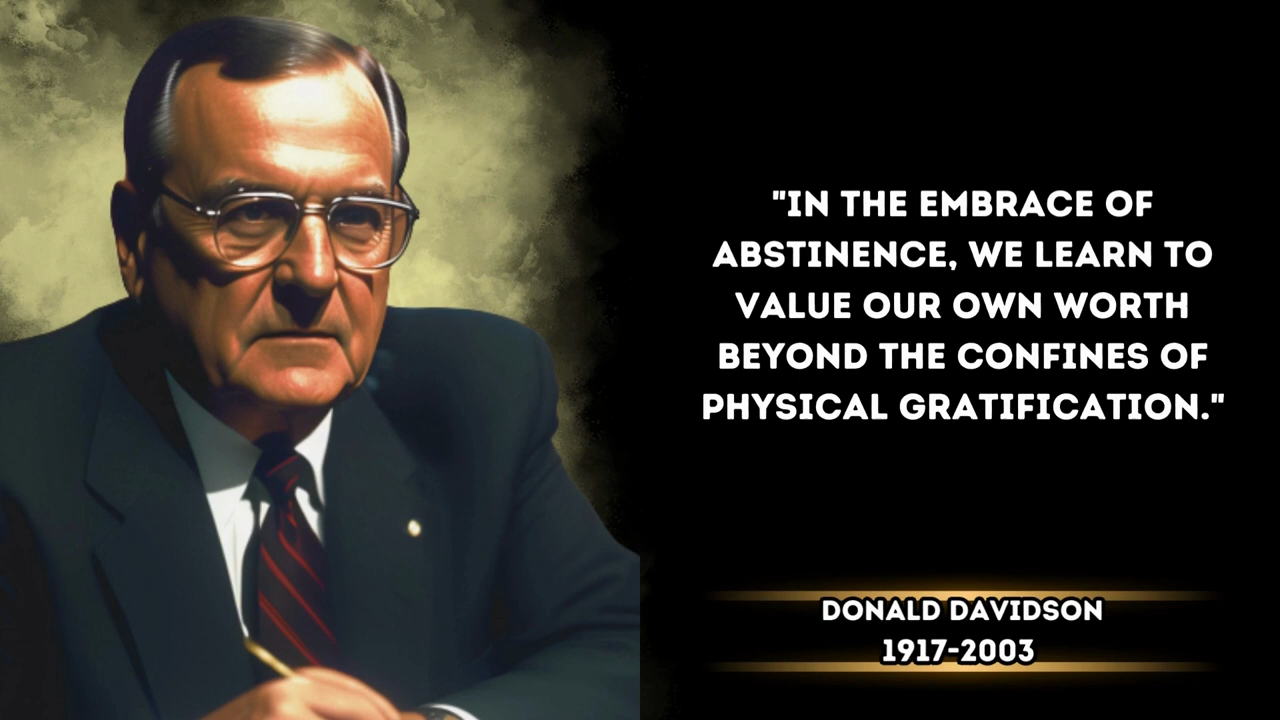 "IN THE EMBRACE OF
ABSTINENCE, WE LEARN TO
VALUE OUR OWN WORTH
BEYOND THE CONFINES OF
PHYSICAL GRATIFICATION."
DONALD DAVIDSON
1917-2003